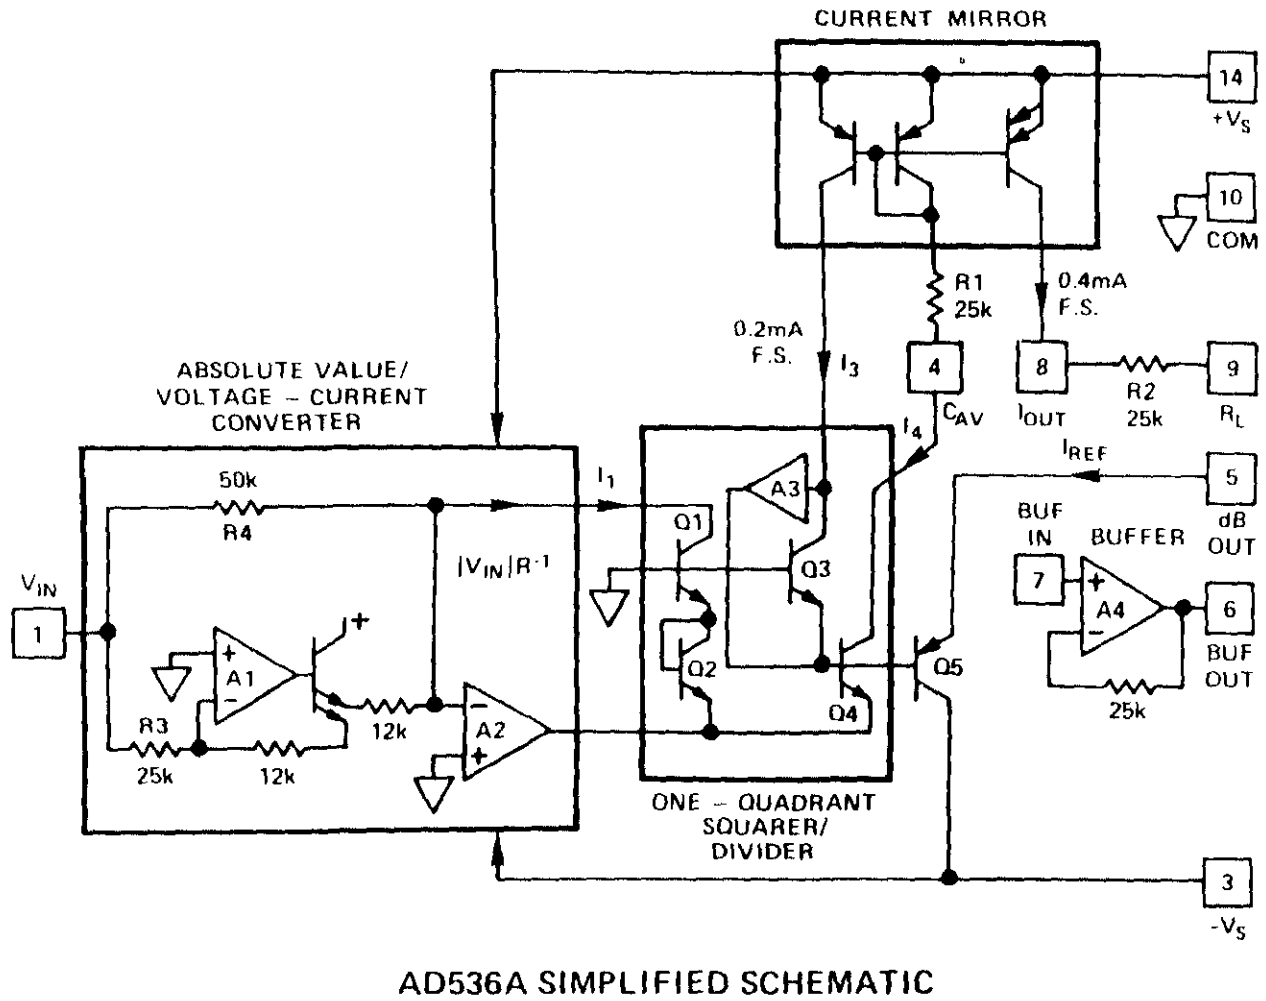 CURRENT MIRROR
14
+VS
10
COM
R1
25k
0.4mA
F.S.
0.2mA
F.S.
I3
4
CAV
I4
8
IOUT
R2
25k
9
RL
IREF
5
dB
OUT
ABSOLUTE VALUE/
VOLTAGE – CURRENT
CONVERTER
50k
R4
I1
|VIN|R-1
VIN
1
+
A1
+
–
R3
25k
12k
12k
A2
–
+
A3
Q1
Q3
Q2
Q4
Q5
BUF
IN
7
BUFFER
+
A4
–
25k
6
BUF
OUT
ONE – QUADRANT
SQUARER/
DIVIDER
3
-VS
AD536A SIMPLIFIED SCHEMATIC